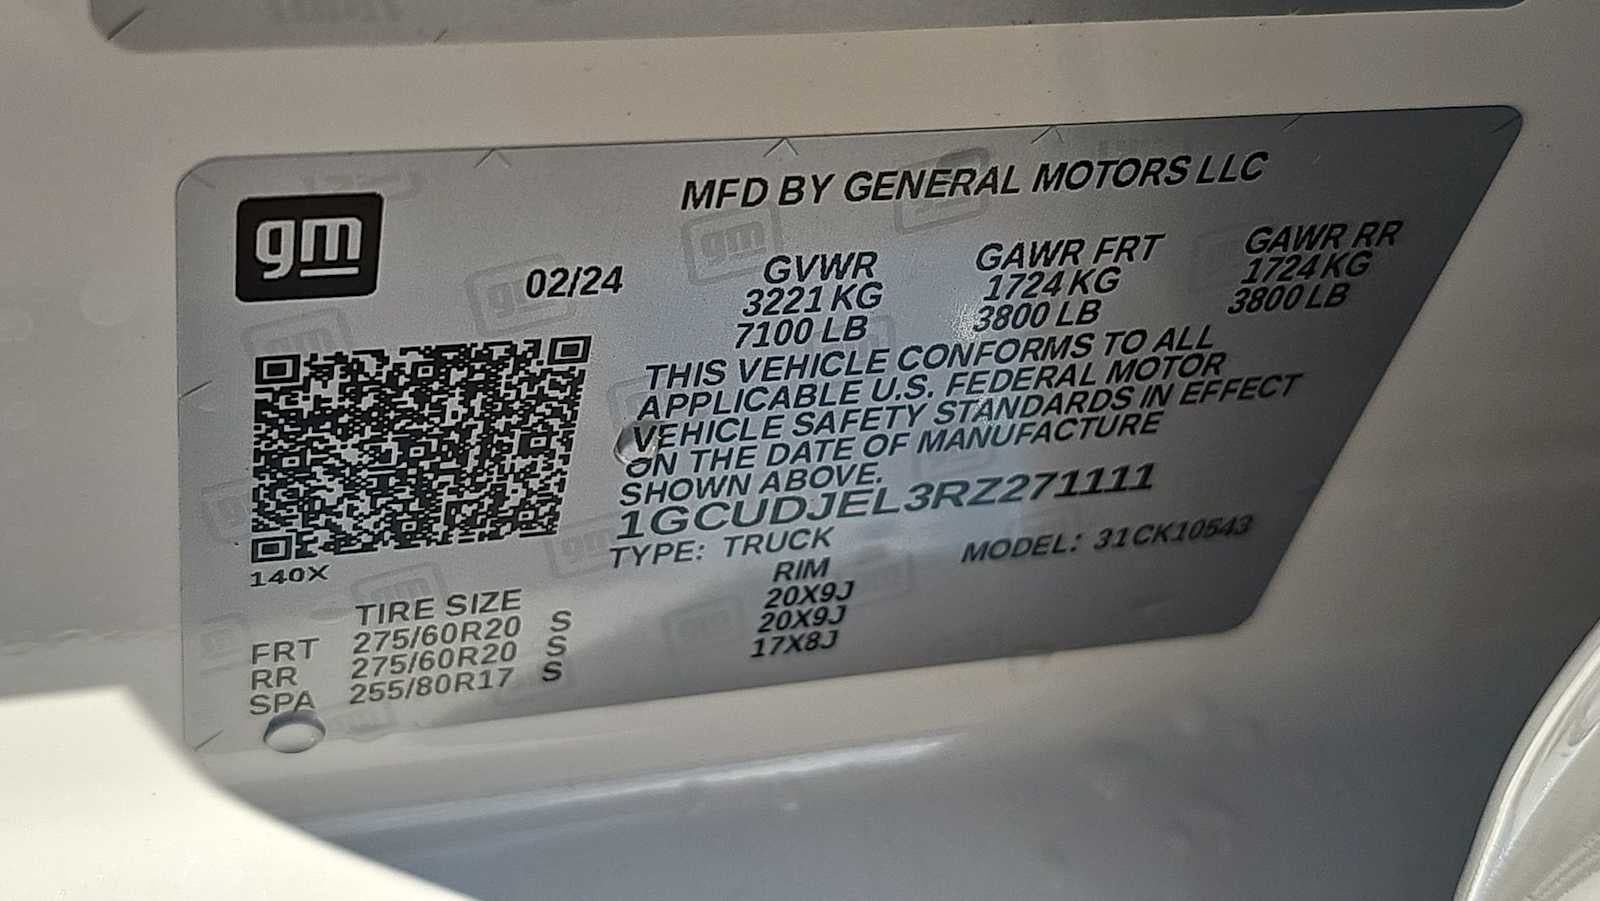 gm
MFD BY GENERAL MOTORS LLC
02/24
GVWR GAWR FRT GAWR RR
3221 KG 1724 KG 1724 KG
7100 LB 3800 LB 3800 LB
THIS VEHICLE CONFORMS TO ALL
APPLICABLE U.S. FEDERAL MOTOR
VEHICLE SAFETY STANDARDS IN EFFECT
ON THE DATE OF MANUFACTURE
SHOWN ABOVE.
1GCUDJEL3RZ271111
TYPE: TRUCK MODEL: 31CK10543
140X
TIRE SIZE RIM
FRT 275/60R20 S 20X9J
RR 275/60R20 S 20X9J
SPA 255/80R17 S 17X8J